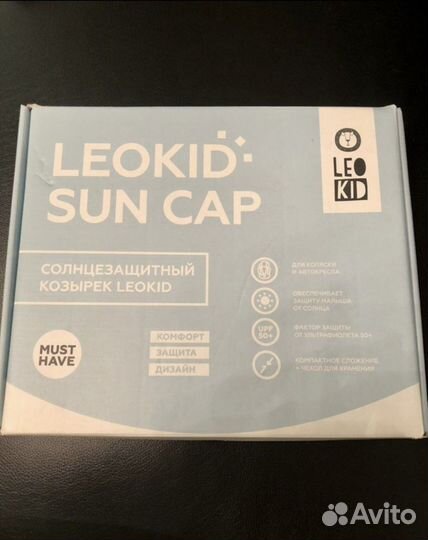 LEOKID
SUN CAP
LEO
KID
СОЛНЦЕЗАЩИТНЫЙ
КОЗЫРЕК LEOKID
MUST
HAVE
КОМФОРТ
ЗАЩИТА
ДИЗАЙН
ДЛЯ КОЛЯСКИ
И АВТОКРЕСЛА
ОБЕСПЕЧИВАЕТ
ЗАЩИТУ МАЛЫША
ОТ СОЛНЦА
UPF
50+
ФАКТОР ЗАЩИТЫ
ОТ УЛЬТРАФИОЛЕТА 50+
КОМПАКТНОЕ СЛОЖЕНИЕ
+ ЧЕХОЛ ДЛЯ ХРАНЕНИЯ
Avito